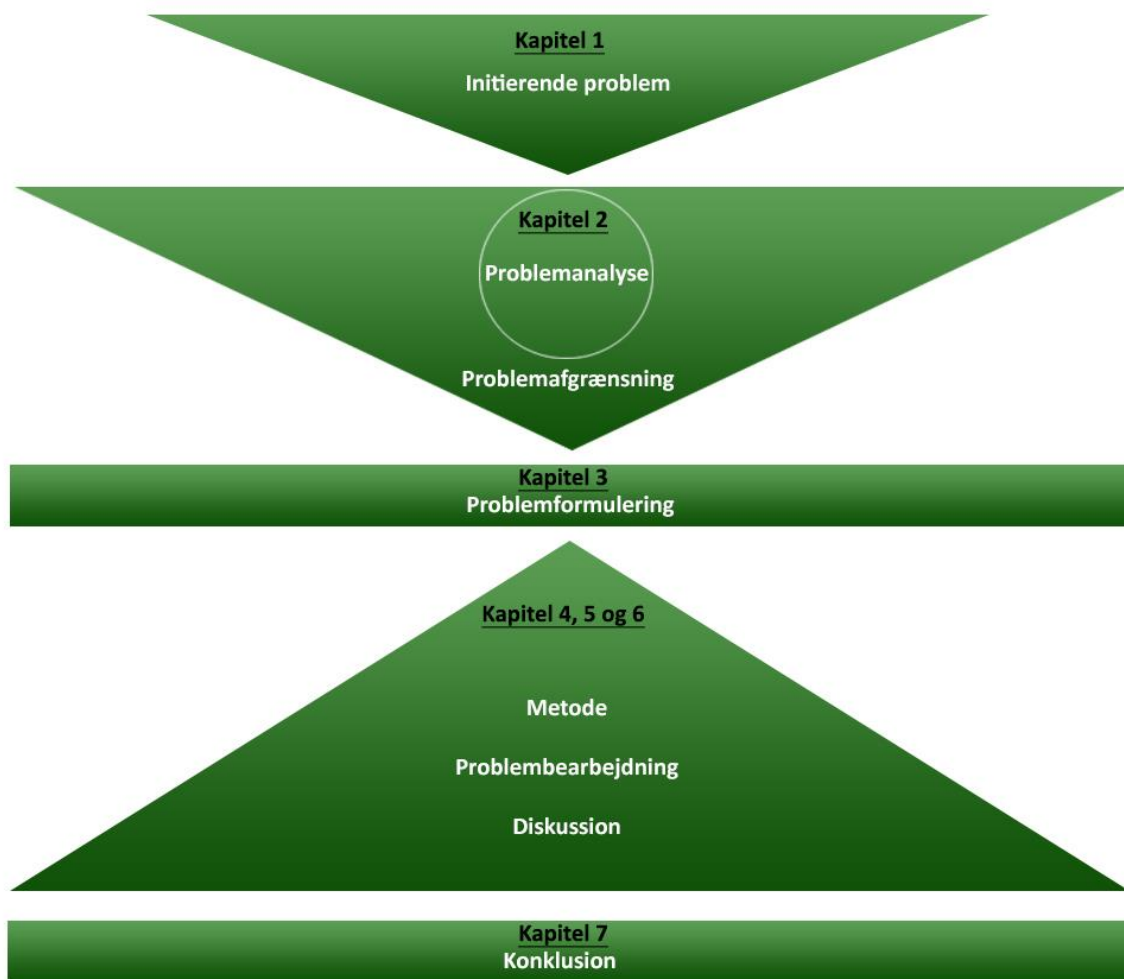 Kapitel 1
Initierende problem
Kapitel 2
Problemanalyse
Problemafgrænsning
Kapitel 3
Problemformulering
Kapitel 4, 5 og 6
Metode
Problembearbejdning
Diskussion
Kapitel 7
Konklusion